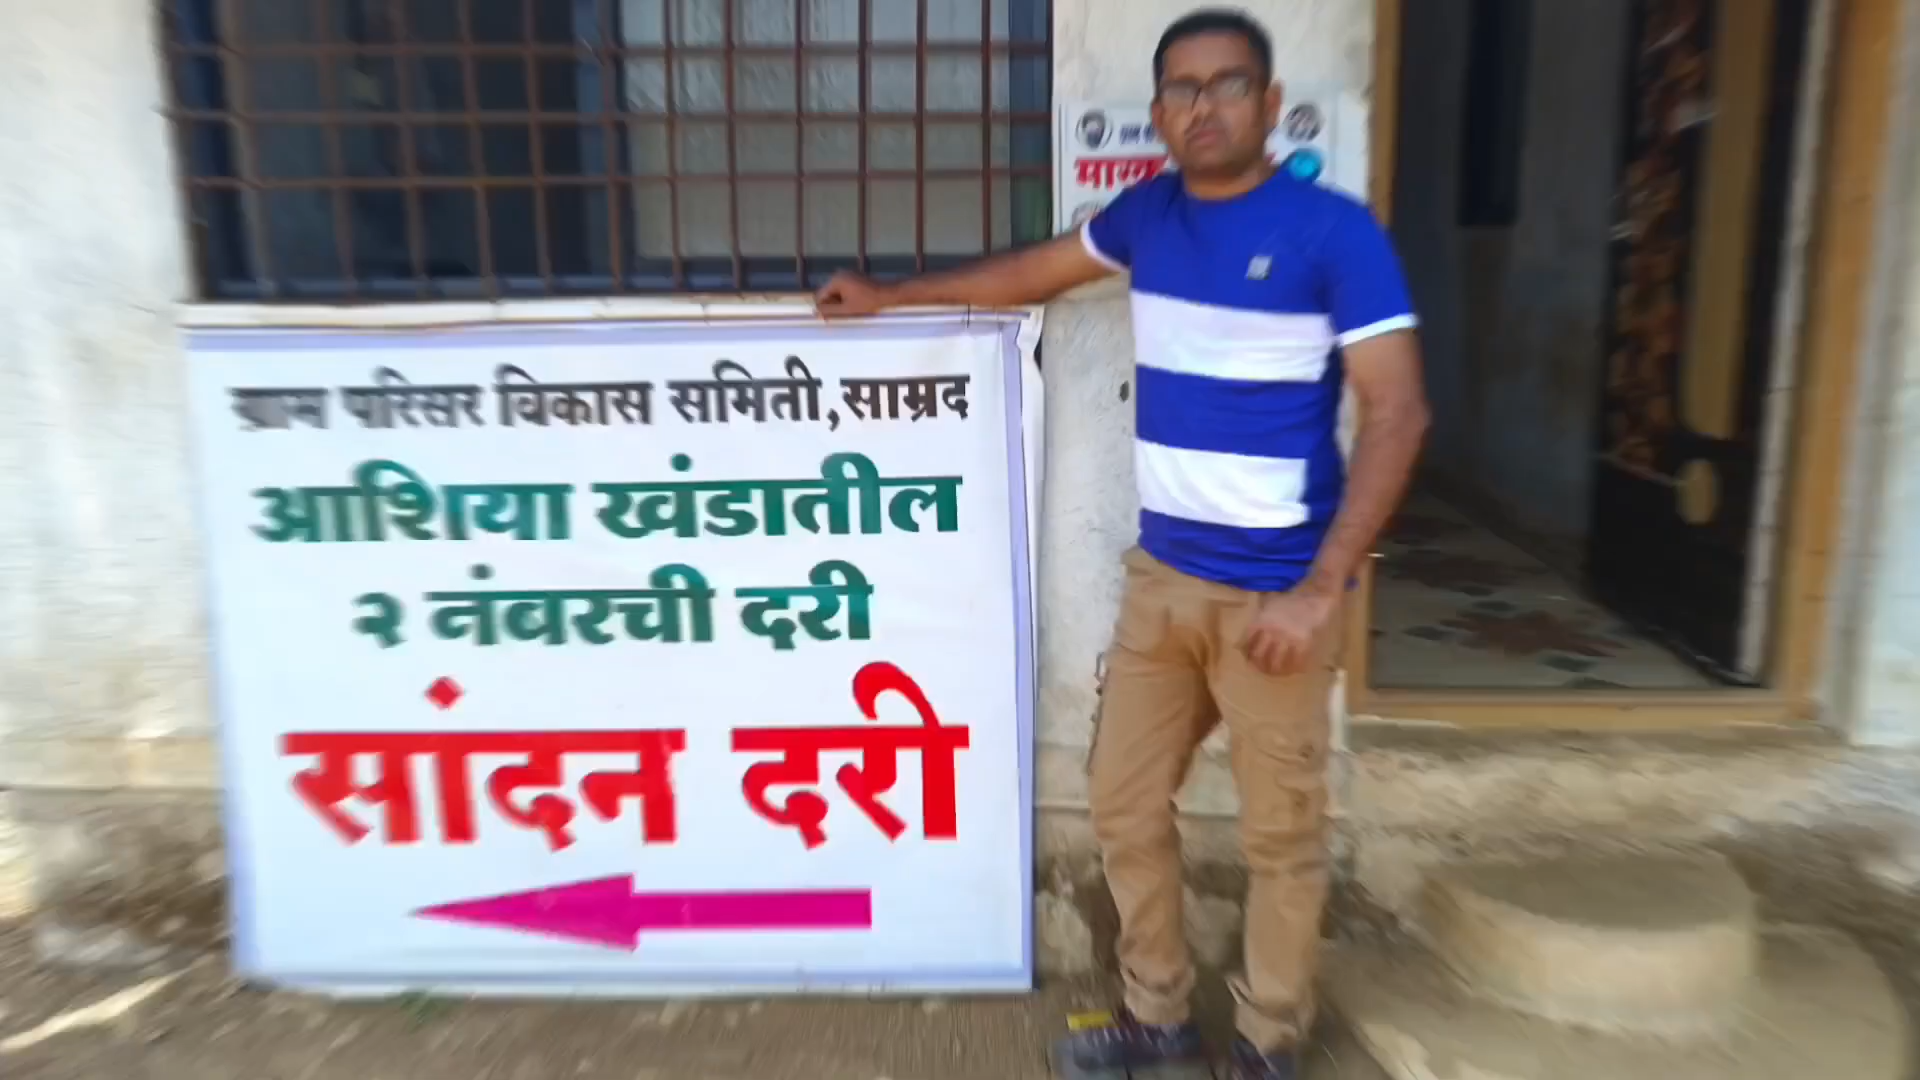 ग्राम परिसर विकास समिती,साम्रद
आशिया खंडातील
२ नंबरची दरी
सांदन दरी